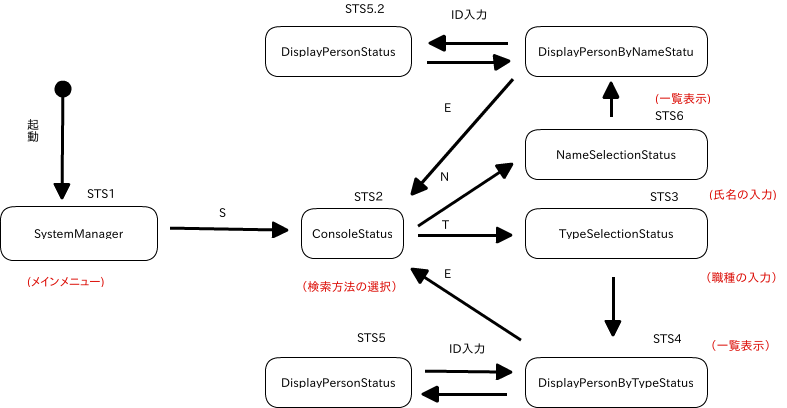 STS5.2
ID入力
DisplayPersonStatus
DisplayPersonByNameStatu
起動
E
(一覧表示)
STS6
NameSelectionStatus
N
STS1
STS2
STS3
(氏名の入力)
S
SystemManager
ConsoleStatus
T
TypeSelectionStatus
(メインメニュー)
（検索方法の選択）
E
（職種の入力）
STS5
ID入力
STS4
（一覧表示）
DisplayPersonStatus
DisplayPersonByTypeStatus